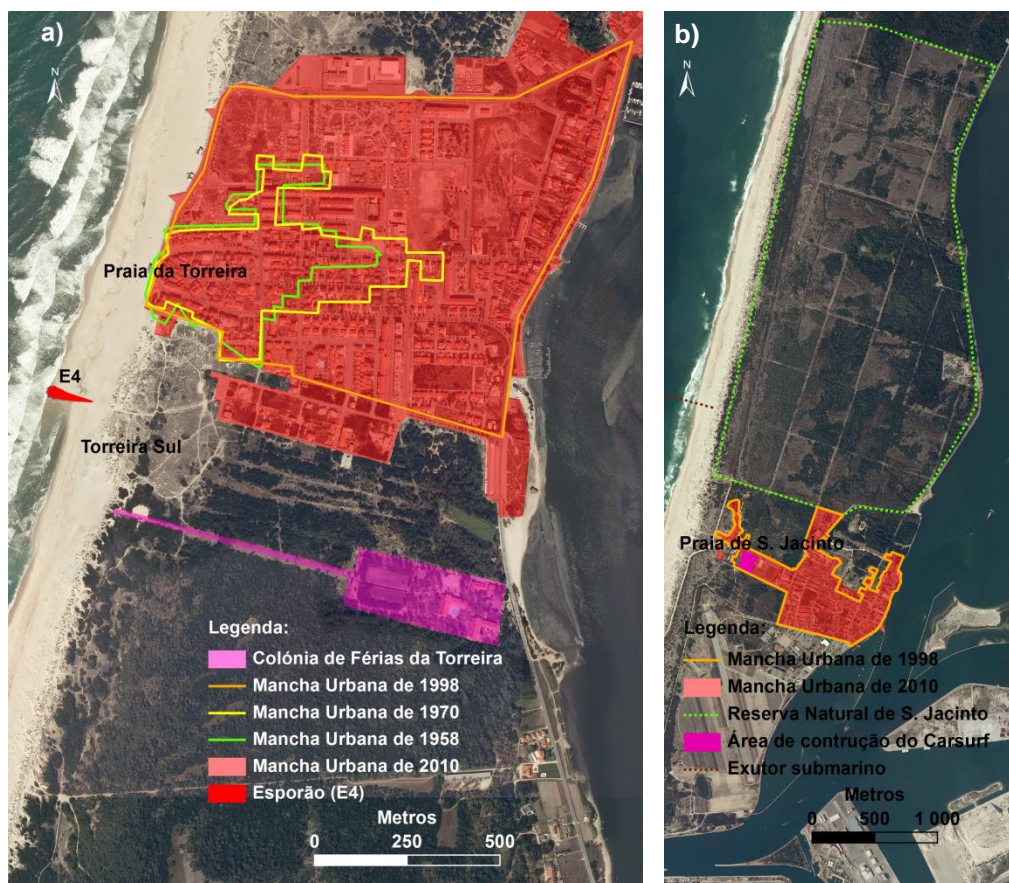 a)
N
Praia da Torreira
E4
Torreira Sul
Legenda:
Colónia de Férias da Torreira
Mancha Urbana de 1998
Mancha Urbana de 1970
Mancha Urbana de 1958
Mancha Urbana de 2010
Esporão (E4)
Metros
0 250 500
b)
N
Praia de S. Jacinto
Legenda:
Mancha Urbana de 1998
Mancha Urbana de 2010
Reserva Natural de S. Jacinto
Área de contrução do Carsurf
Exutor submarino
Metros
0 500 1 000